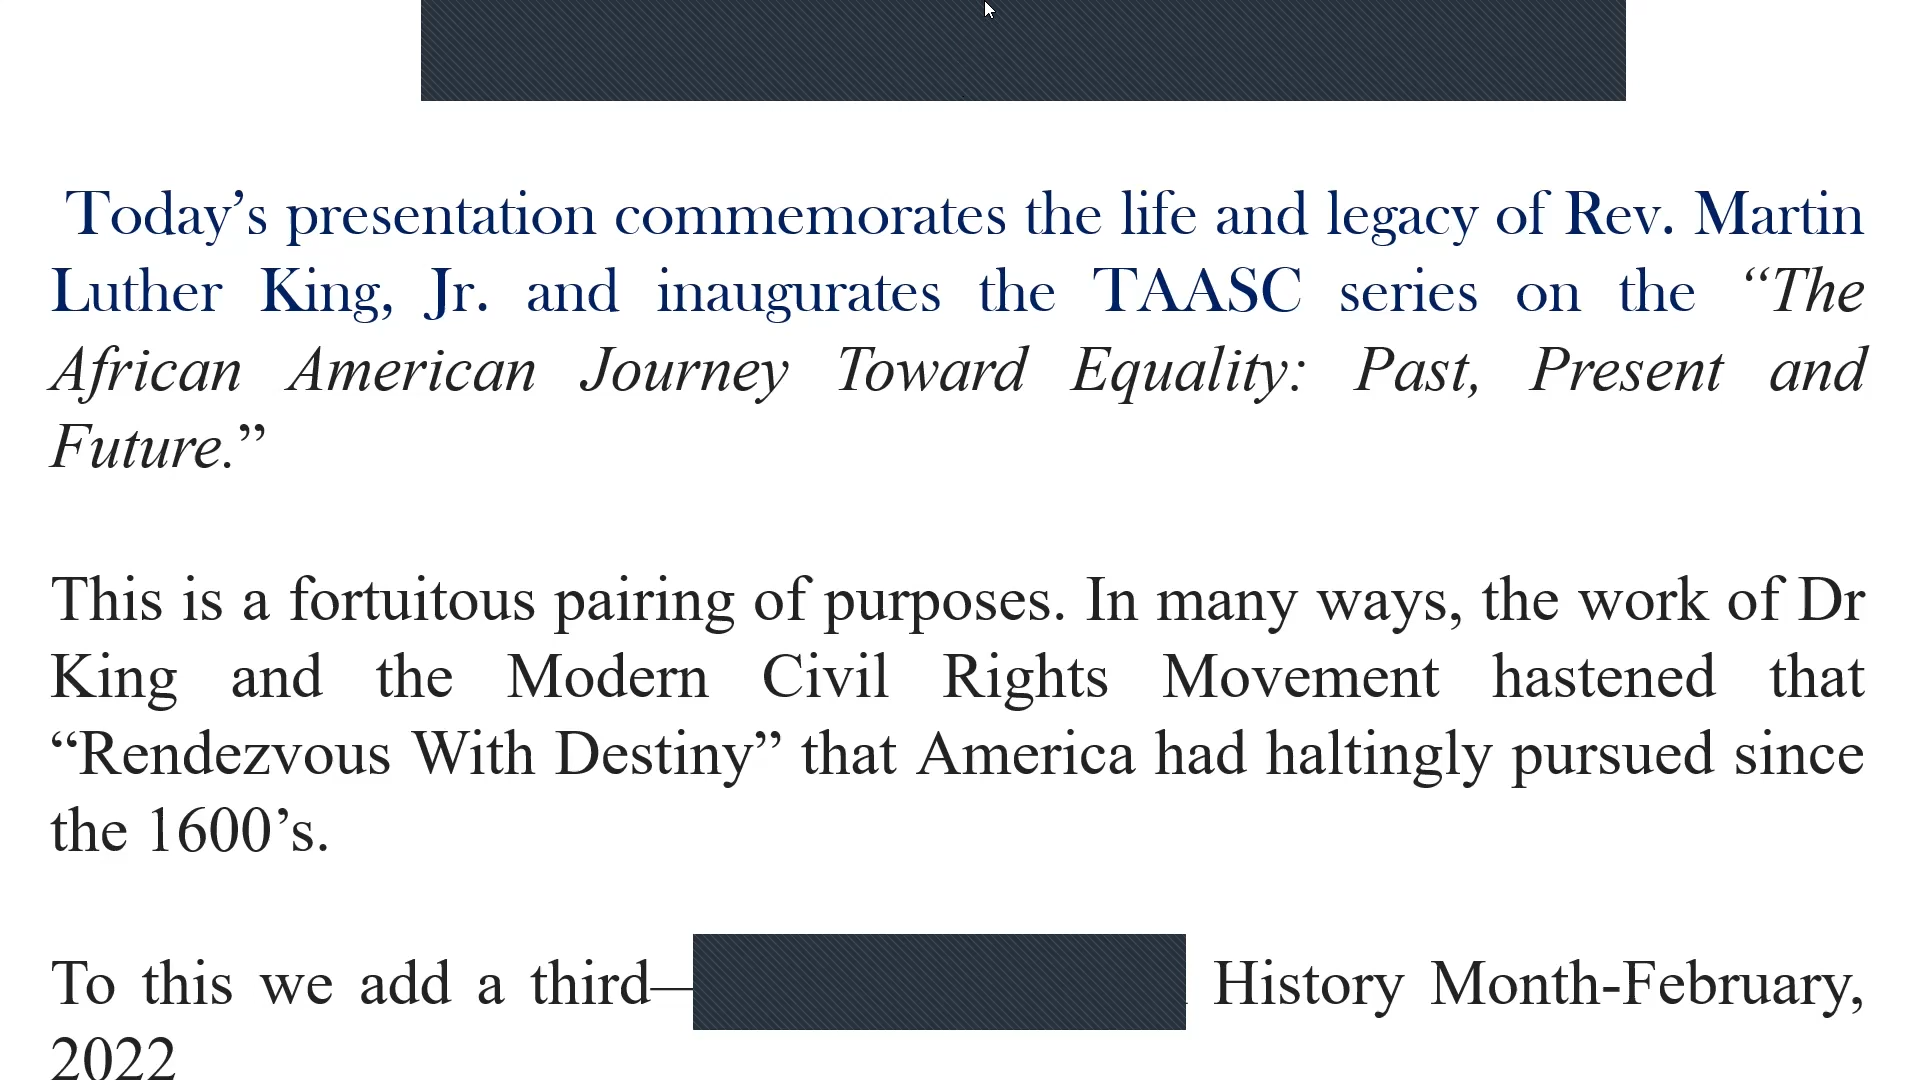 Today’s presentation commemorates the life and legacy of Rev. Martin
Luther King, Jr. and inaugurates the TAASC series on the “The
African American Journey Toward Equality: Past, Present and
Future.”
This is a fortuitous pairing of purposes. In many ways, the work of Dr
King and the Modern Civil Rights Movement hastened that
“Rendezvous With Destiny” that America had haltingly pursued since
the 1600’s.
To this we add a third— History Month-February,
2022